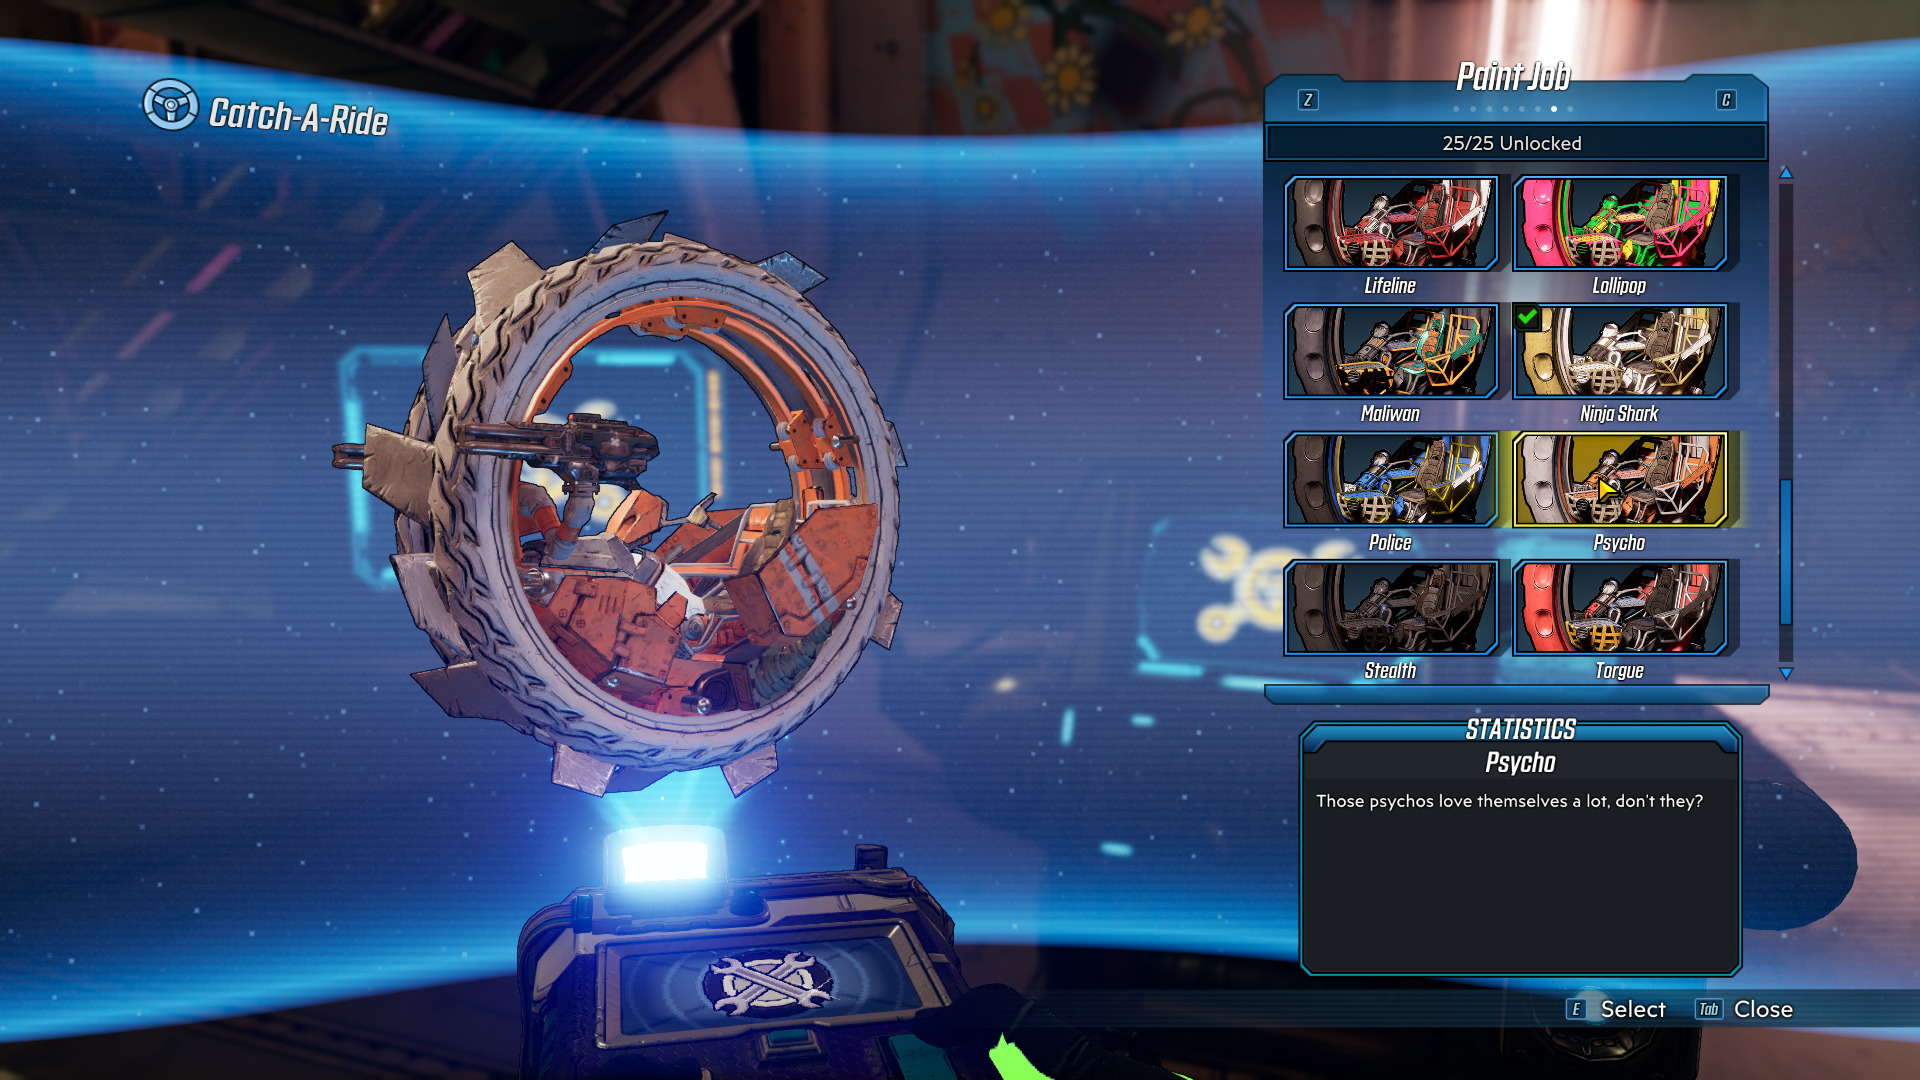 Catch-A-Ride
Paint Job
Z
C
25/25 Unlocked
Lifeline
Lollipop
Maliwan
Ninja Shark
Police
Psycho
Stealth
Torgue
STATISTICS
Psycho
Those psychos love themselves a lot, don't they?
E Select Tab Close